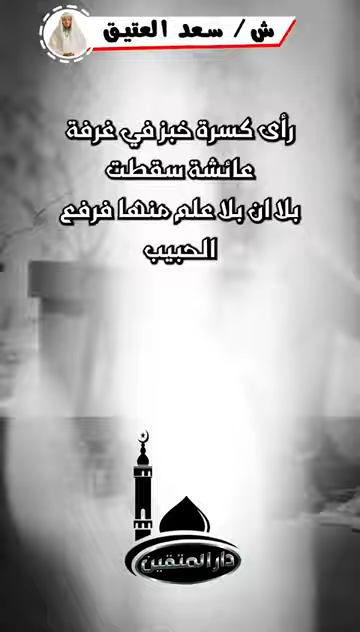 ش/ سعد العتيق
رأى كسرة خبز في غرفة
عائشة سقطت
بلا ان بلا علم منها فرفع
الحبيب
دار المتقين